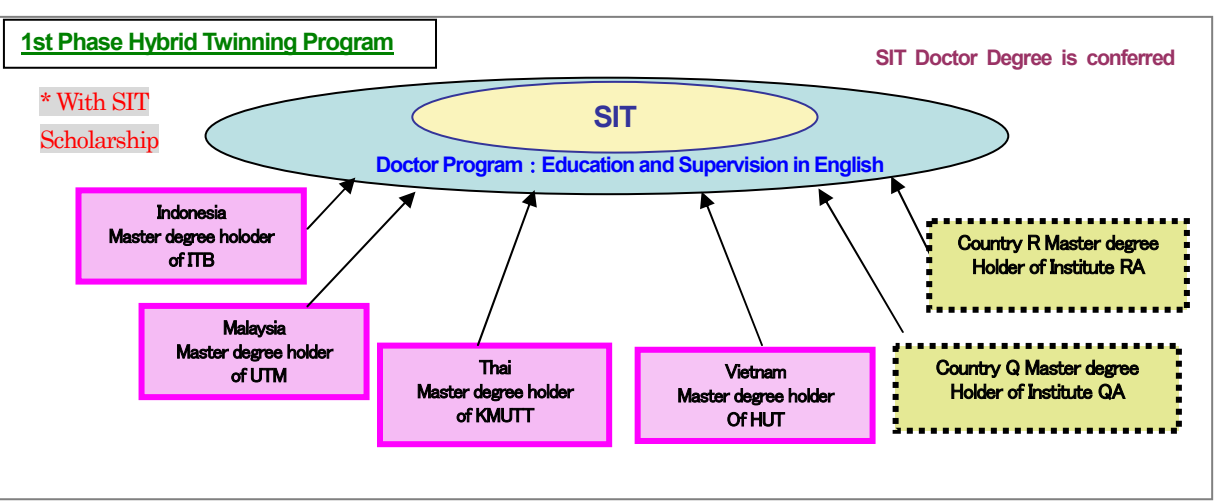 1st Phase Hybrid Twinning Program
SIT Doctor Degree is conferred
* With SIT
Scholarship
SIT
Doctor Program : Education and Supervision in English
Indonesia
Master degree holoder
of ITB
Malaysia
Master degree holder
of UTM
Thai
Master degree holder
of KMUTT
Vietnam
Master degree holder
Of HUT
Country R Master degree
Holder of Institute RA
Country Q Master degree
Holder of Institute QA